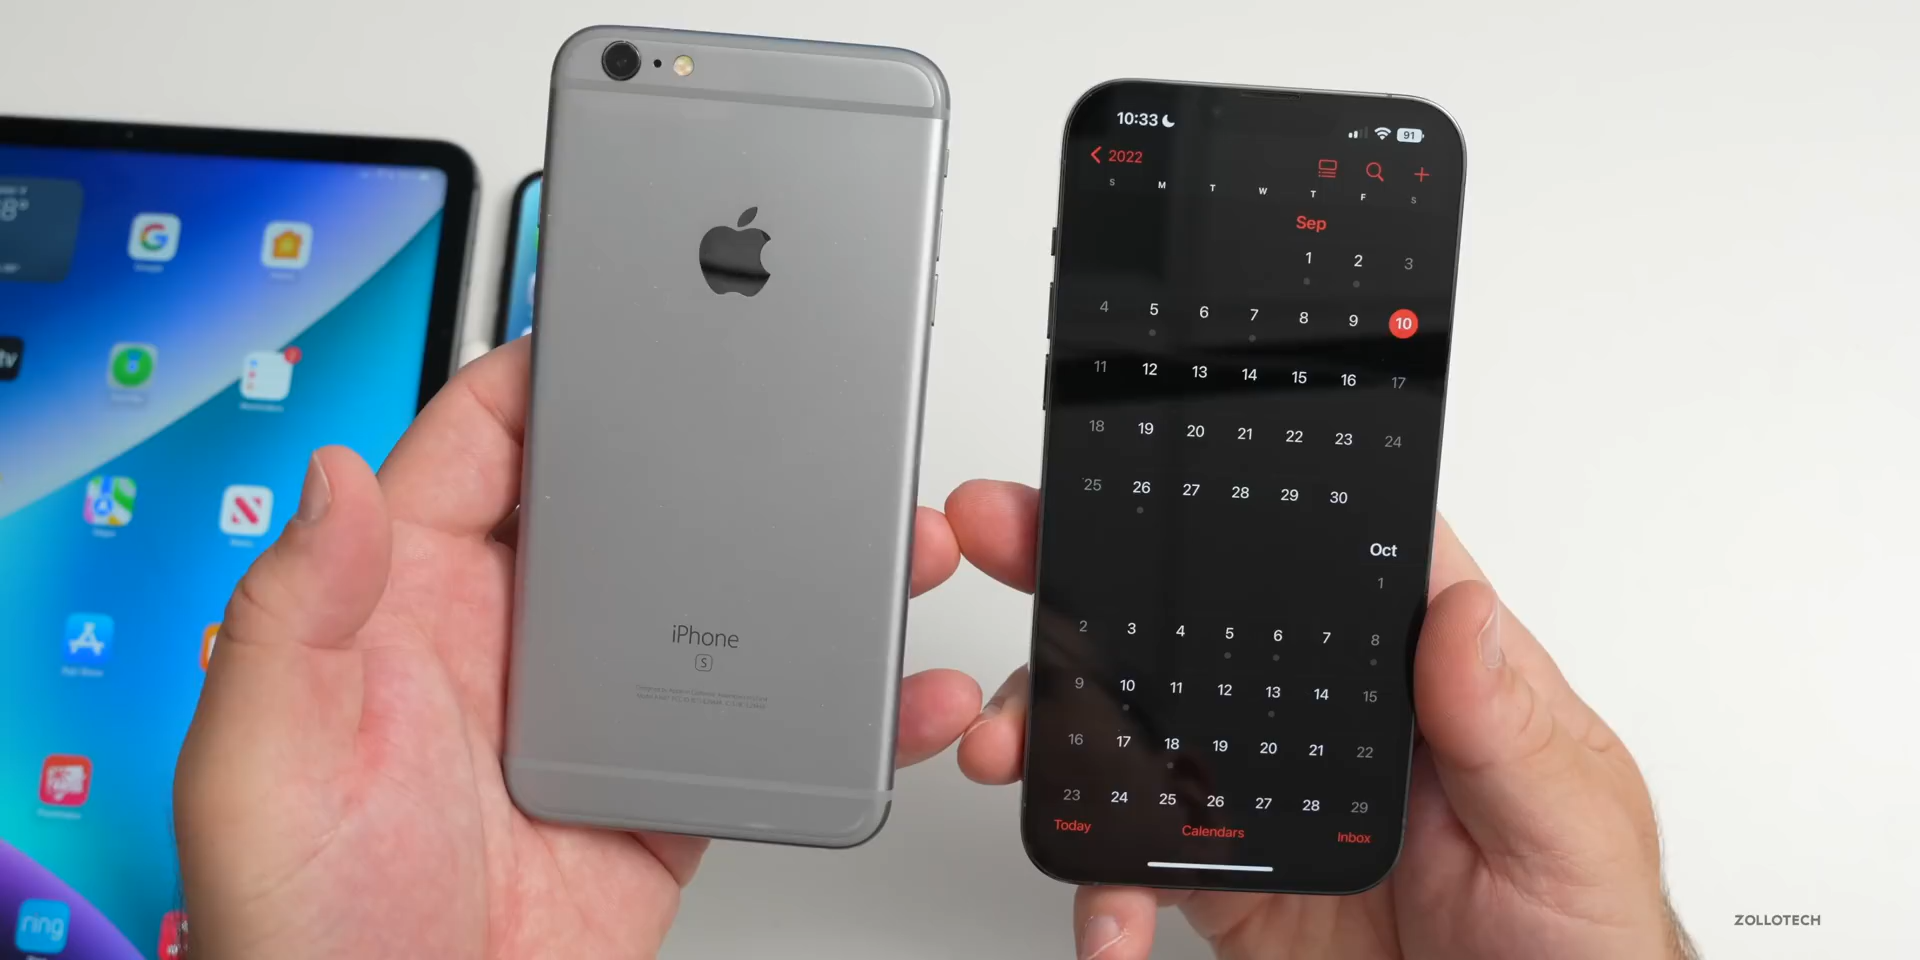 iPhone
S
10:33
91
2022
S M T W T F S
Sep
1 2 3
4 5 6 7 8 9 10
11 12 13 14 15 16 17
18 19 20 21 22 23 24
25 26 27 28 29 30
Oct
1
2 3 4 5 6 7 8
9 10 11 12 13 14 15
16 17 18 19 20 21 22
23 24 25 26 27 28 29
Today Calendars Inbox
tv
ring
ZOLLOTECH